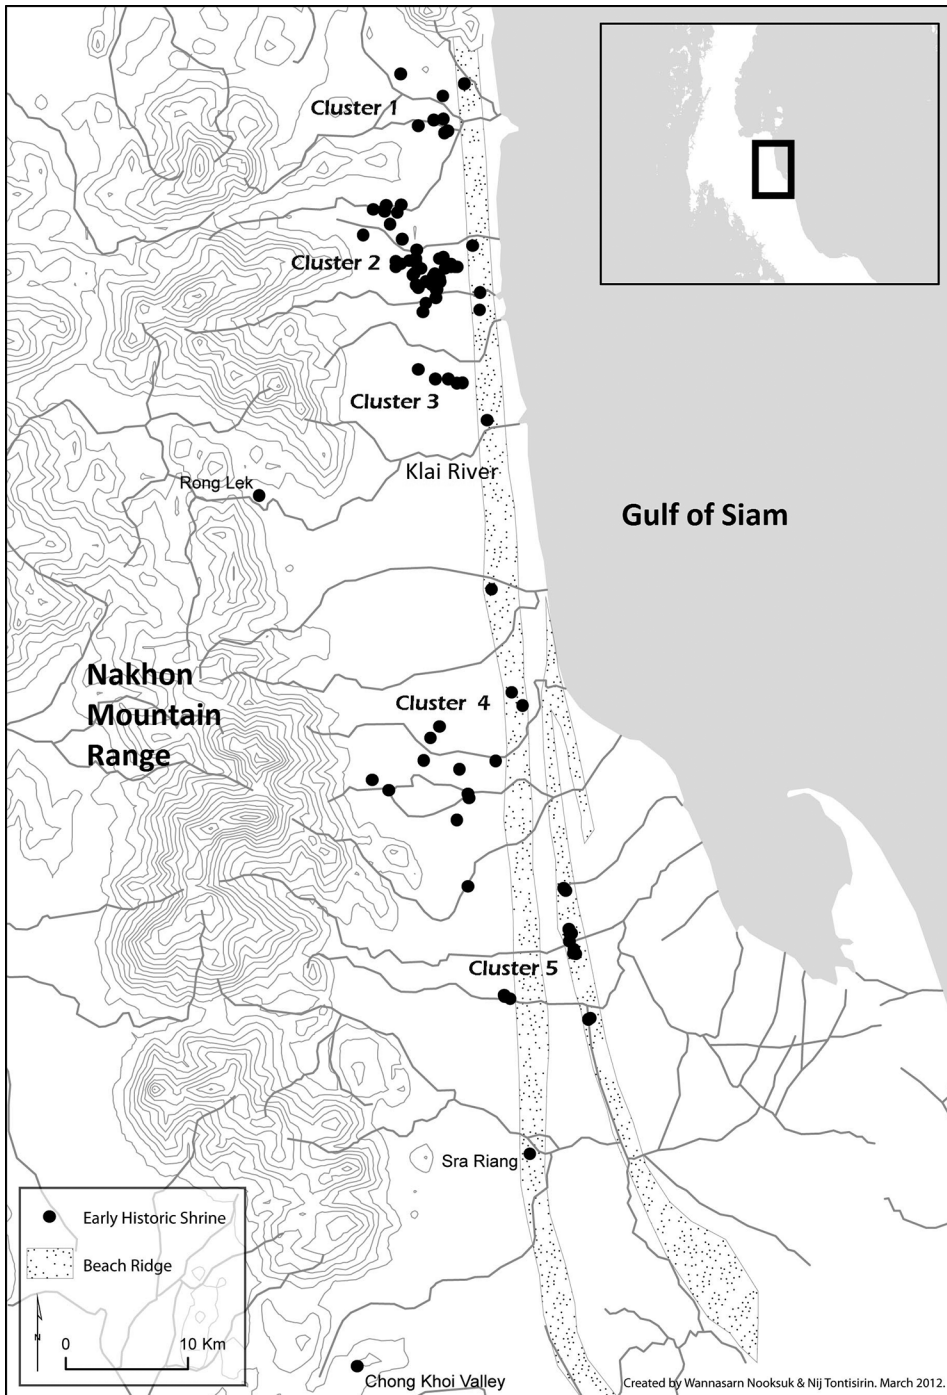 Cluster 1
Cluster 2
Cluster 3
Klai River
Rong Lek
Gulf of Siam
Nakhon
Mountain
Range
Cluster 4
Cluster 5
Sra Riang
Early Historic Shrine
Beach Ridge
N
0 10 Km
Chong Khoi Valley
Created by Wannasarn Nooksuk & Nij Tontisirin. March 2012.